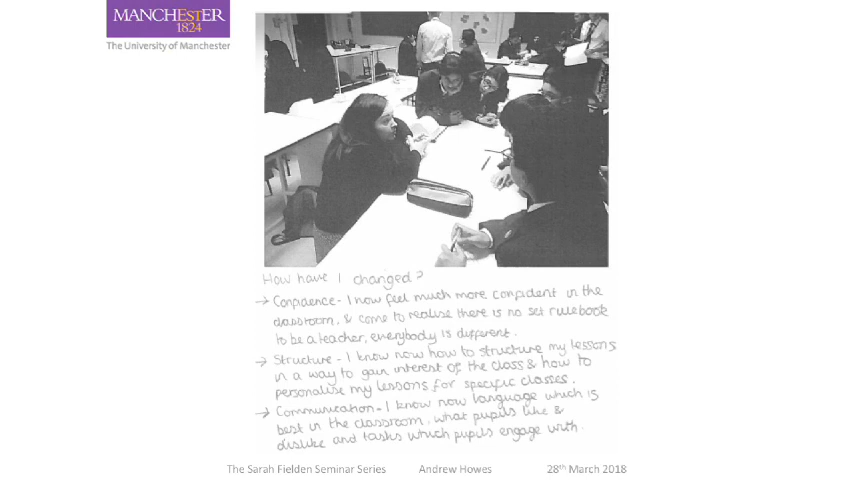 MANCHESTER
1824
The University of Manchester
How have I changed?
→ Confidence - I now feel much more confident in the
classroom, & come to realise there is no set rulebook
to be a teacher, everybody is different.
→ Structure - I know now how to structure my lessons
in a way to gain interest of the class & how to
personalise my lessons for specific classes.
→ Communication - I know now language which is
best in the classroom, what pupils like &
dislike and tasks which pupils engage with.
The Sarah Fielden Seminar Series Andrew Howes 28th March 2018